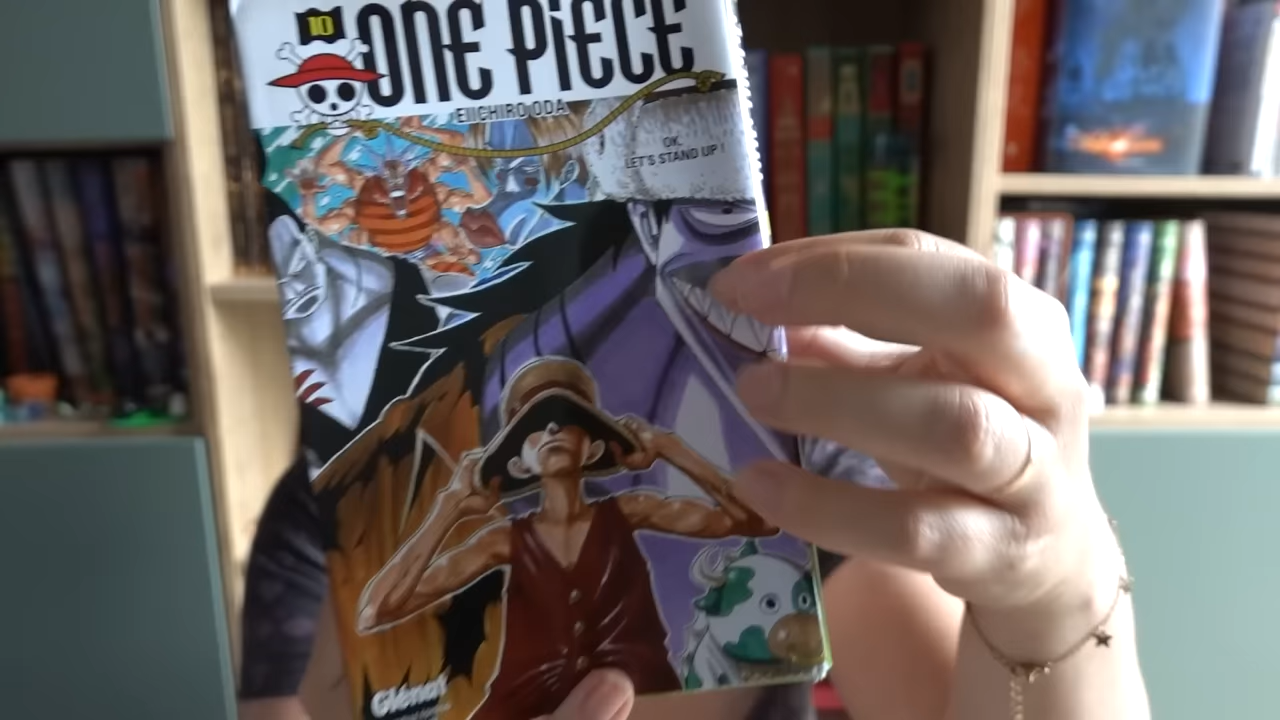 10
ONE PIECE
EIICHIRO ODA
OK,
LET'S STAND UP !
Glénat